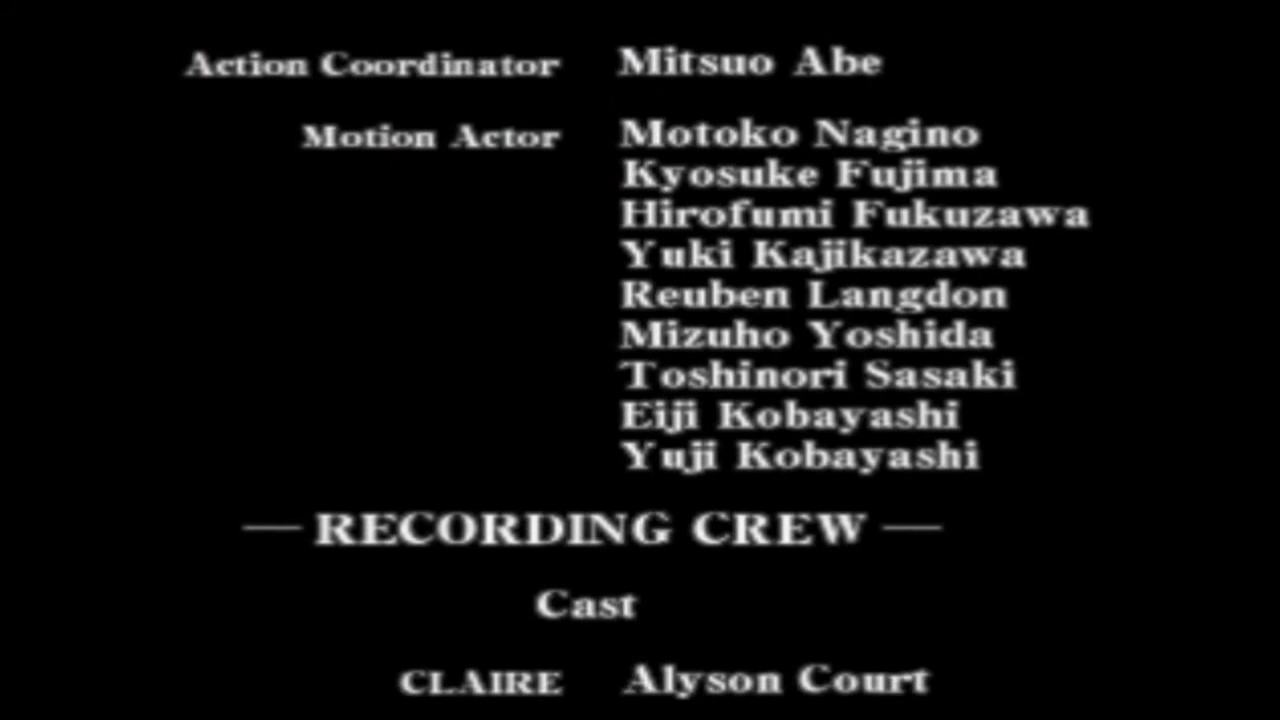 Action Coordinator Mitsuo Abe
Motion Actor Motoko Nagino
Kyosuke Fujima
Hirofumi Fukuzawa
Yuki Kajikazawa
Reuben Langdon
Mizuho Yoshida
Toshinori Sasaki
Eiji Kobayashi
Yuji Kobayashi
— RECORDING CREW —
Cast
CLAIRE Alyson Court